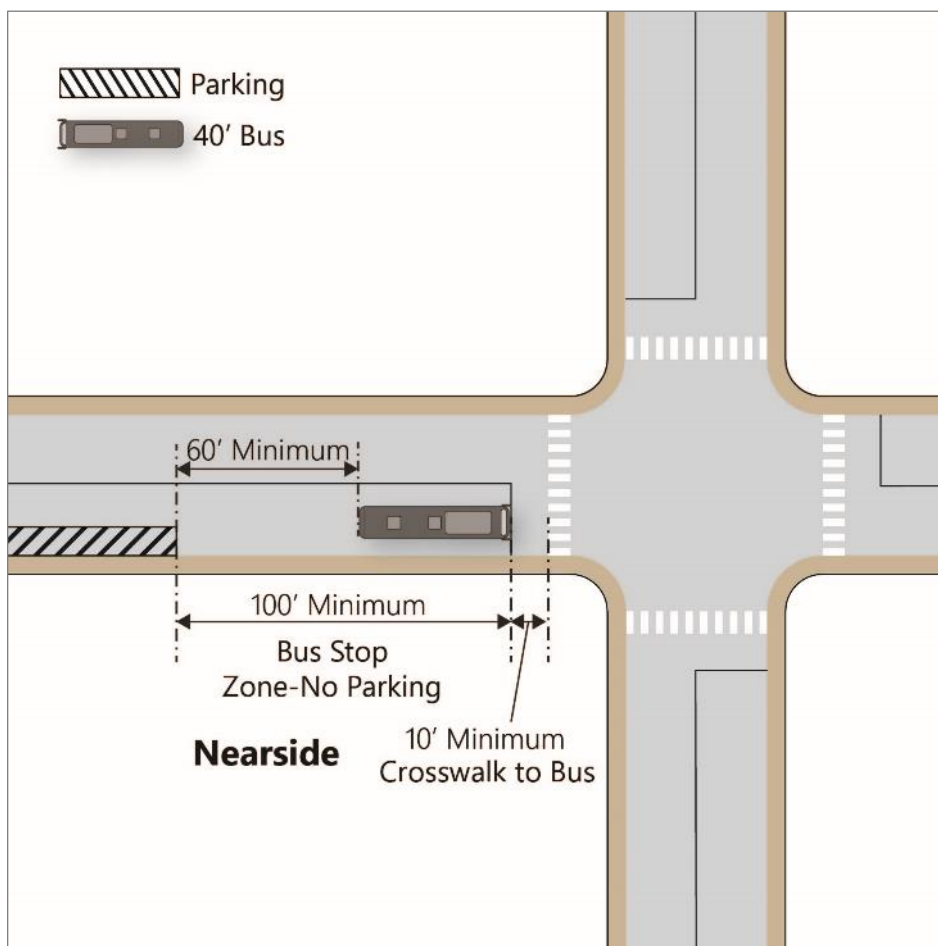 Parking
40’ Bus
60’ Minimum
100’ Minimum
Bus Stop
Zone-No Parking
Nearside
10’ Minimum
Crosswalk to Bus